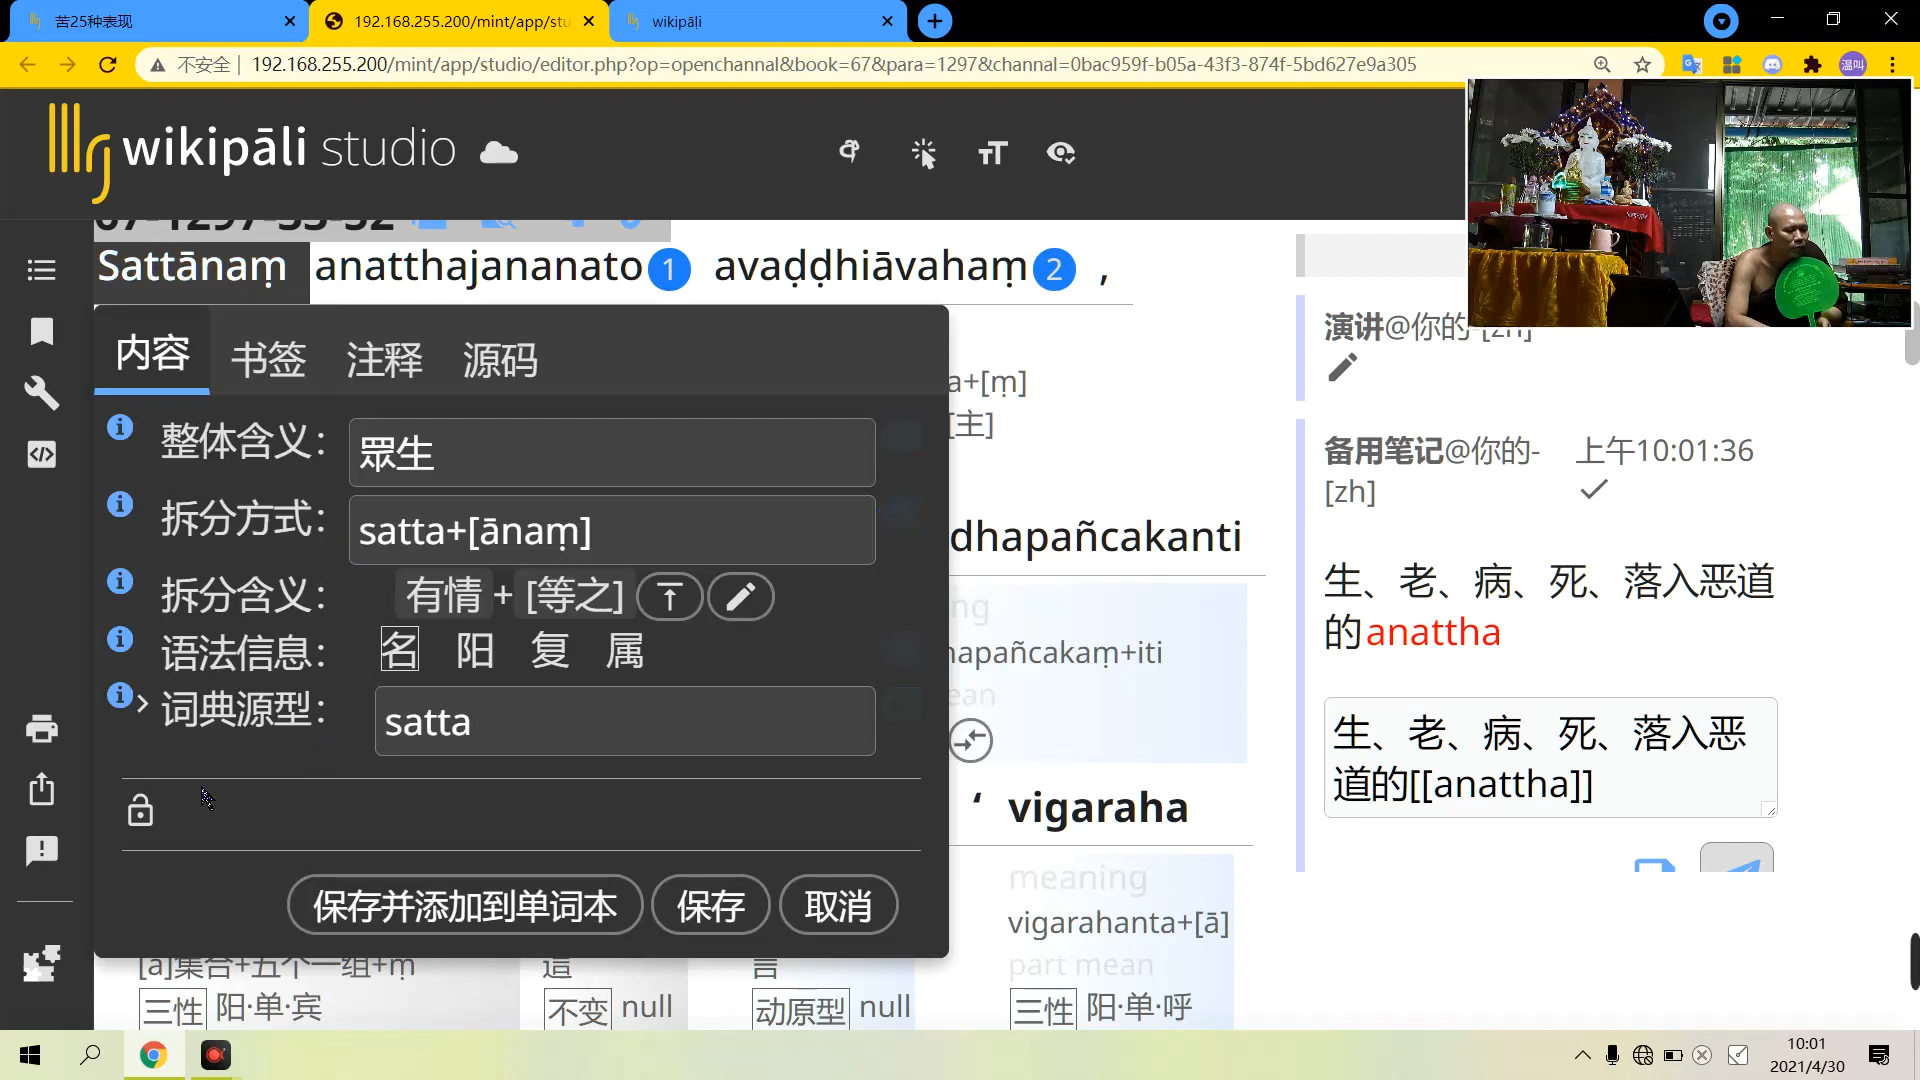 苦25种表现
192.168.255.200/mint/app/stu
wikipāli
不安全
192.168.255.200/mint/app/studio/editor.php?op=openchannal&book=67&para=1297&channal=0bac959f-b05a-43f3-874f-5bd627e9a305
温叫
wikipāli studio
Sattānaṃ anatthajananato 1 avaḍḍhiāvahaṃ 2 ,
内容 书签 注释 源码
整体含义: 眾生
拆分方式: satta+[ānaṃ]
拆分含义: 有情 + [等之]
语法信息: 名 阳 复 属
词典源型: satta
保存并添加到单词本 保存 取消
a+[ṃ]
[主]
dhapañcakanti
ng
napañcakaṃ+iti
ean
‘ vigaraha
meaning
vigarahanta+[ā]
part mean
[a]集合+五个一组+ṃ
三性 阳·单·宾
不变 null
动原型 null
三性 阳·单·呼
演讲@你的-[zh]
备用笔记@你的-[zh] 上午10:01:36
生、老、病、死、落入恶道
的anattha
生、老、病、死、落入恶
道的[[anattha]]
10:01
2021/4/30